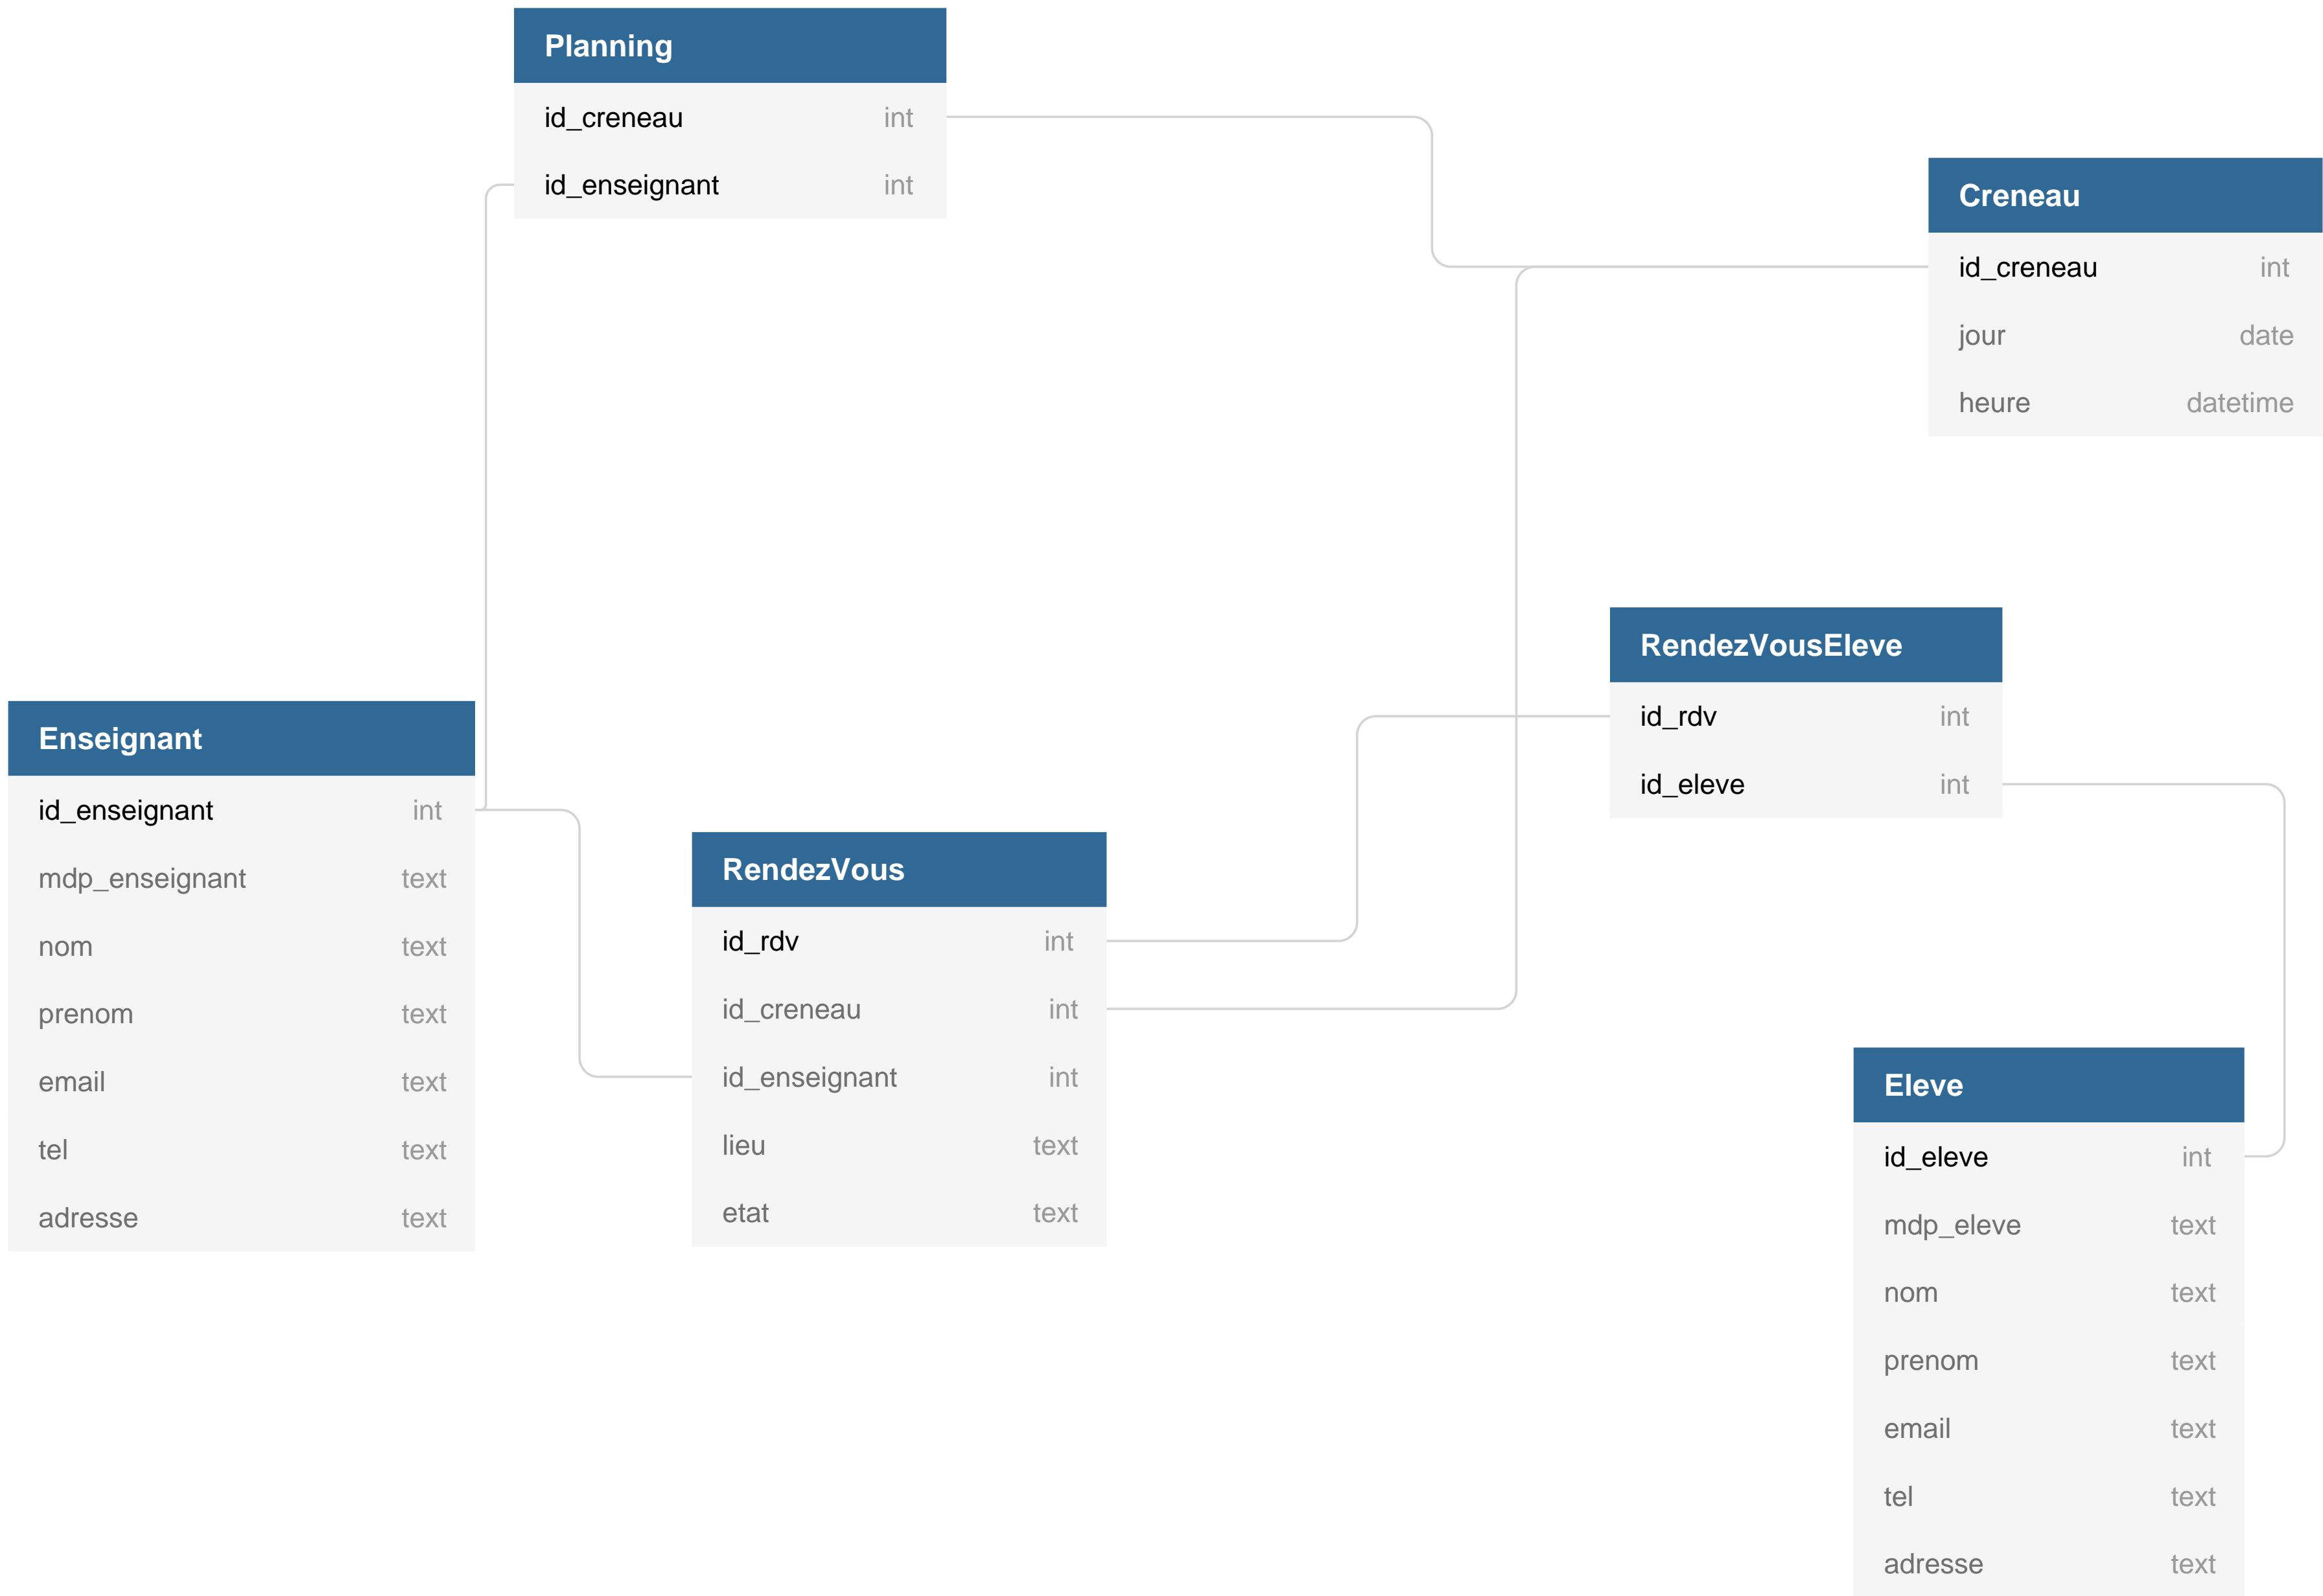 Planning
id_creneau int
id_enseignant int
Creneau
id_creneau int
jour date
heure datetime
RendezVousEleve
id_rdv int
id_eleve int
Enseignant
id_enseignant int
mdp_enseignant text
nom text
prenom text
email text
tel text
adresse text
RendezVous
id_rdv int
id_creneau int
id_enseignant int
lieu text
etat text
Eleve
id_eleve int
mdp_eleve text
nom text
prenom text
email text
tel text
adresse text